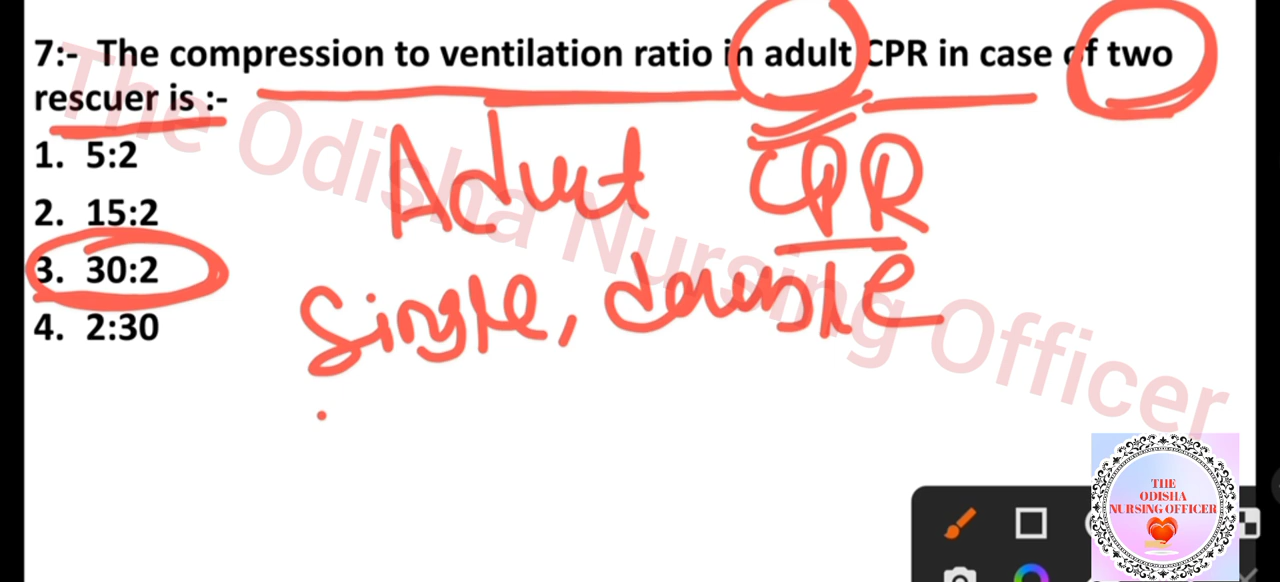 7:- The compression to ventilation ratio in adult CPR in case of two
rescuer is :-
1. 5:2
2. 15:2
3. 30:2
4. 2:30
Adult CPR
Single, double
The Odisha Nursing Officer
THE
ODISHA
NURSING OFFICER